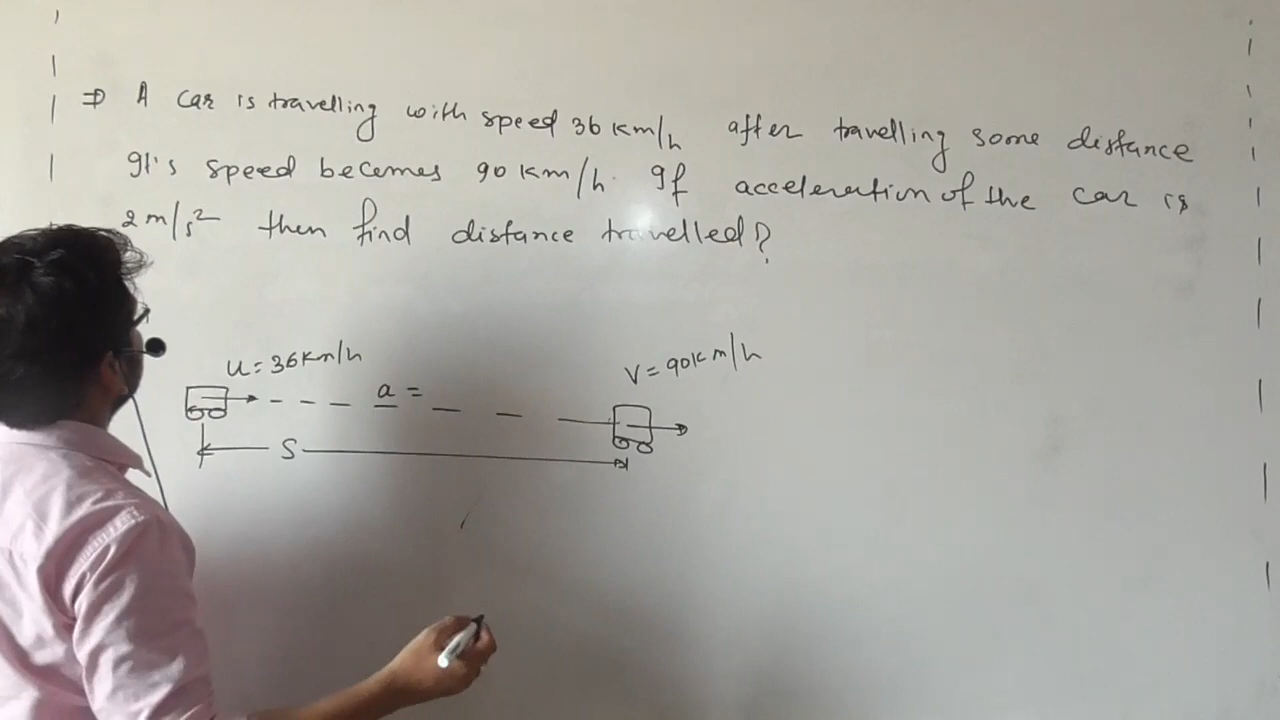 ⇒ A car is travelling with speed 36 km/h after travelling some distance
It's speed becomes 90 km/h. If acceleration of the car is
2 m/s² then find distance travelled?
u = 36 km/h
v = 90 km/h
a =
S